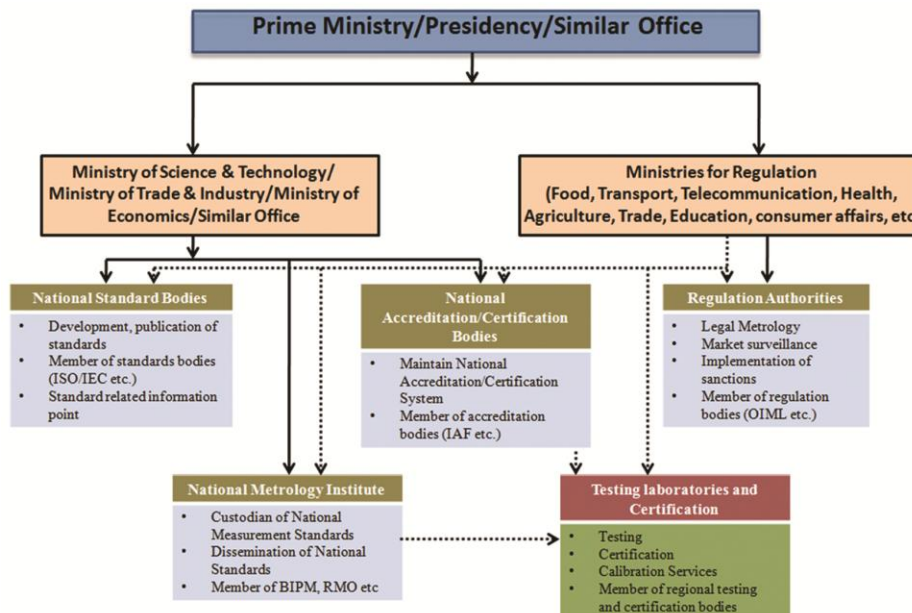 Prime Ministry/Presidency/Similar Office
Ministry of Science & Technology/
Ministry of Trade & Industry/Ministry of
Economics/Similar Office
Ministries for Regulation
(Food, Transport, Telecommunication, Health,
Agriculture, Trade, Education, consumer affairs, etc
National Standard Bodies
• Development, publication of
standards
• Member of standards bodies
(ISO/IEC etc.)
• Standard related information
point
National
Accreditation/Certification
Bodies
• Maintain National
Accreditation/Certification
System
• Member of accreditation
bodies (IAF etc.)
Regulation Authorities
• Legal Metrology
• Market surveillance
• Implementation of
sanctions
• Member of regulation
bodies (OIML etc.)
National Metrology Institute
• Custodian of National
Measurement Standards
• Dissemination of National
Standards
• Member of BIPM, RMO etc
Testing laboratories and
Certification
• Testing
• Certification
• Calibration Services
• Member of regional testing
and certification bodies